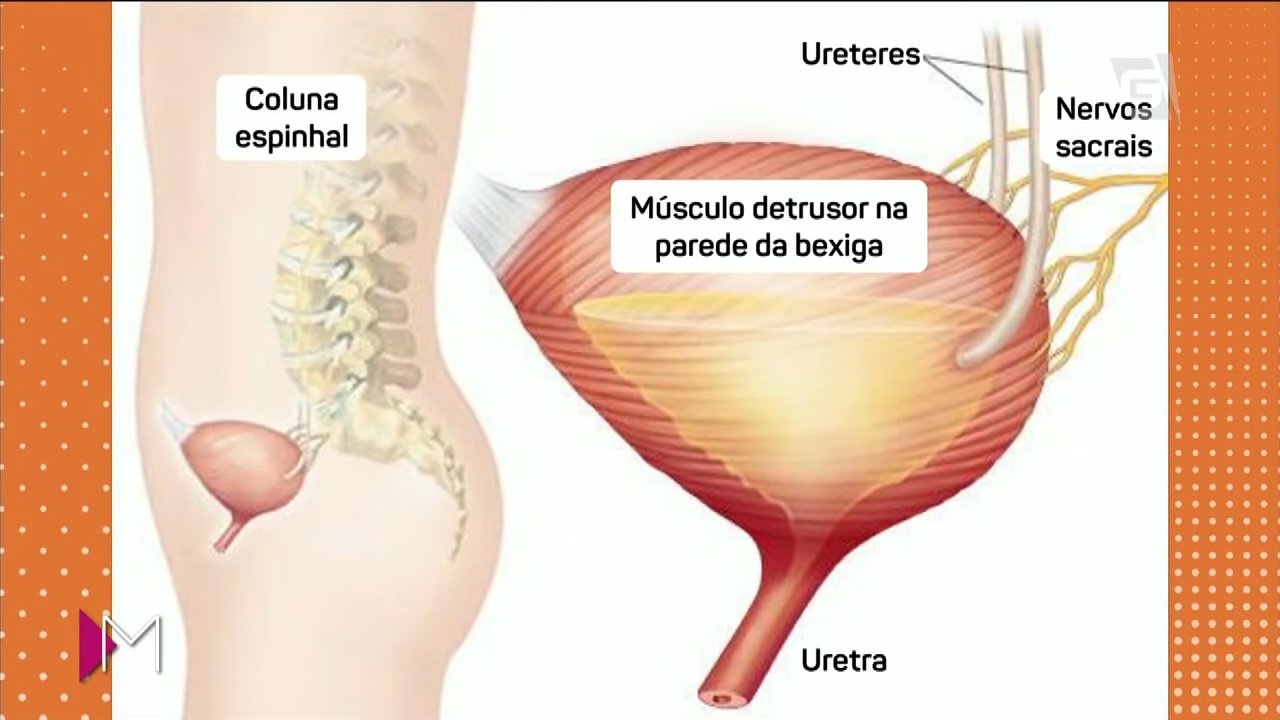 Coluna
espinhal
Ureteres
Nervos
sacrais
Músculo detrusor na
parede da bexiga
Uretra
M